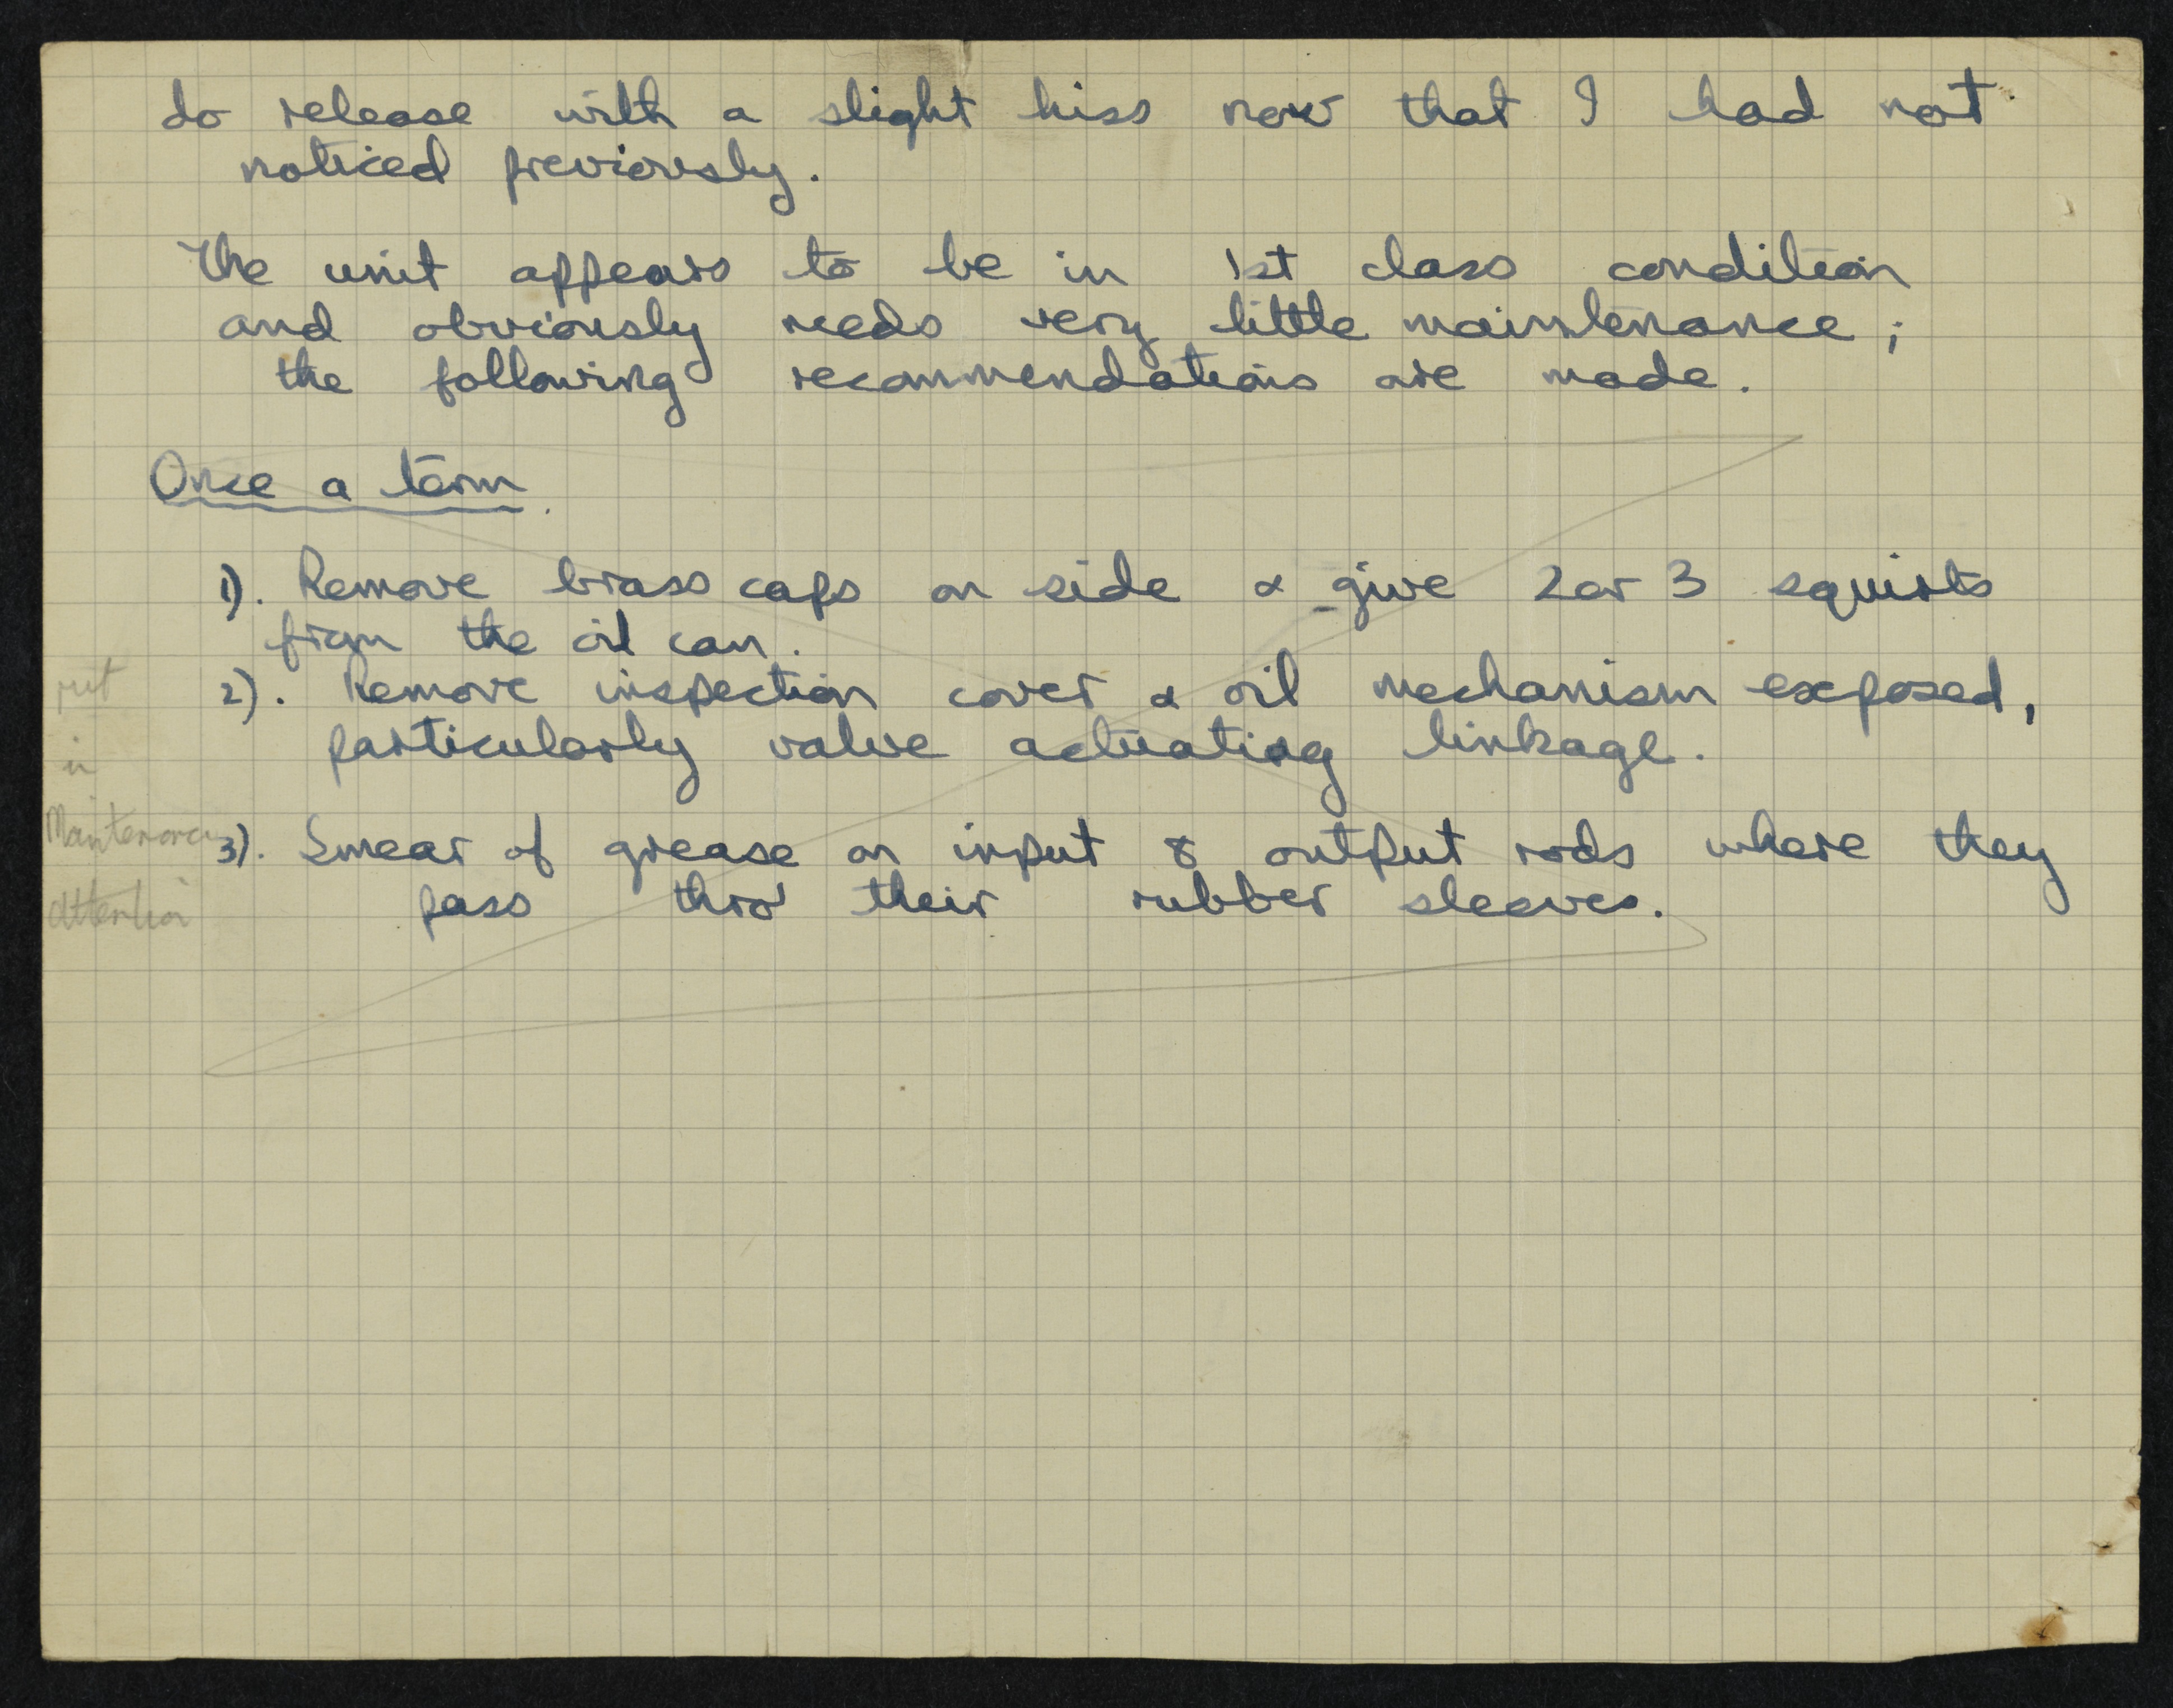 do release with a slight hiss now that I had not
noticed previously.
The unit appears to be in 1st class condition
and obviously needs very little maintenance;
the following recommendations are made.
Once a term.
1). Remove brass caps on side & give 2 or 3 squirts
from the oil can.
2). Remove inspection cover & oil mechanism exposed,
particularly valve actuating linkage.
3). Smear of grease on input & output rods where they
pass thro' their rubber sleeves.
put
in
Maintenance
attention